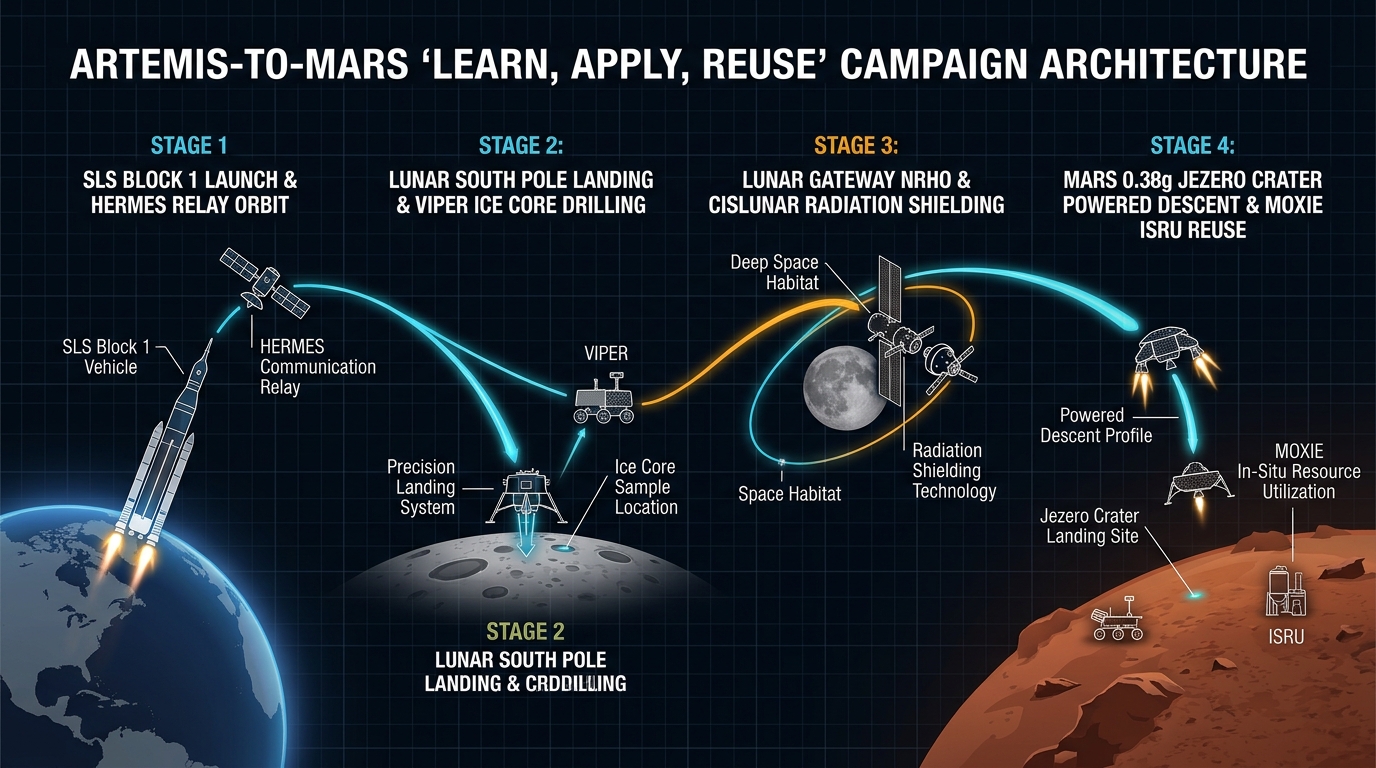 ARTEMIS-TO-MARS ‘LEARN, APPLY, REUSE’ CAMPAIGN ARCHITECTURE
STAGE 1
SLS BLOCK 1 LAUNCH &
HERMES RELAY ORBIT
STAGE 2:
LUNAR SOUTH POLE LANDING
& VIPER ICE CORE DRILLING
STAGE 3:
LUNAR GATEWAY NRHO &
CISLUNAR RADIATION SHIELDING
STAGE 4:
MARS 0.38g JEZERO CRATER
POWERED DESCENT & MOXIE
ISRU REUSE
SLS Block 1
Vehicle
HERMES
Communication
Relay
VIPER
Precision
Landing
System
Ice Core
Sample
Location
STAGE 2
LUNAR SOUTH POLE
LANDING &
Deep Space
Habitat
Space Habitat
Radiation
Shielding
Technology
Powered
Descent Profile
MOXIE
In-Situ Resource
Utilization
Jezero Crater
Landing Site
ISRU